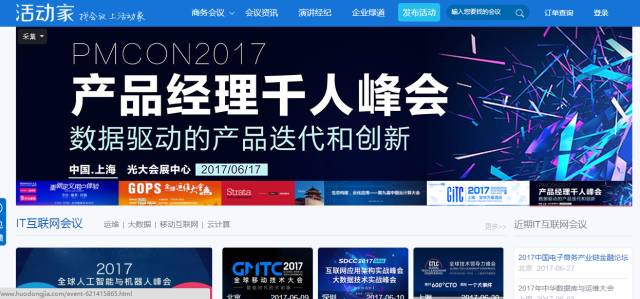 活动家 找会议 上活动家
商务会议 会议资讯 演讲经纪 企业绿道 发布活动 输入您要找的会议 订单查询 登录
采集
PMCON2017
产品经理千人峰会
数据驱动的产品迭代和创新
中国.上海 光大会展中心 2017/06/17
GOPS Strata GITC 2017 产品经理千人峰会
IT互联网会议 运维 | 大数据 | 移动互联网 | 云计算 更多>> 近期IT互联网会议
2017中国电子商务产业链金融论坛
北京 2017-06-27
2017年中华数据库与运维大会
2017
全球人工智能与机器人峰会
GMTC 2017
全球移动技术大会
北京 2017-06-09
SDCC 2017
互联网应用架构实战峰会
大数据技术实战峰会
深圳 2017-06-10
全球技术领导力峰会
600 CTO
北京 2017-06-30
www.huodongjia.com/event-621415865.html